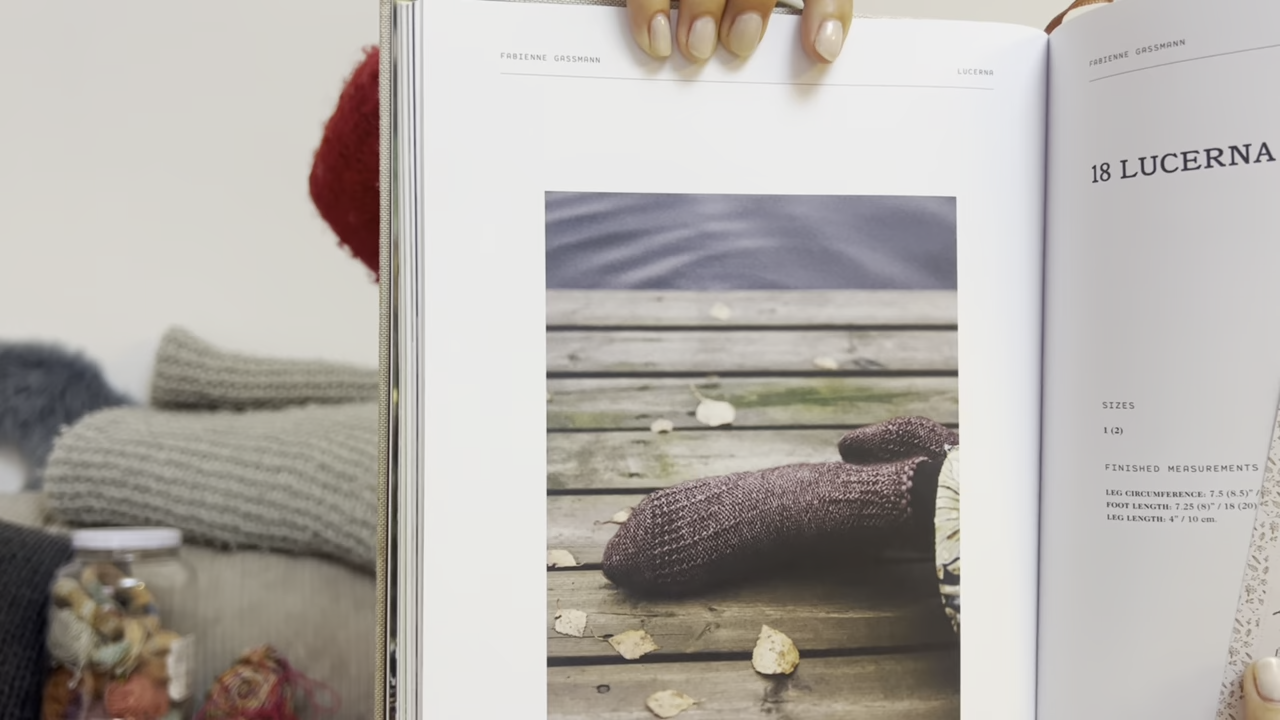 FABIENNE GASSMANN
LUCERNA
FABIENNE GASSMANN
18 LUCERNA
SIZES
1 (2)
FINISHED MEASUREMENTS
LEG CIRCUMFERENCE: 7.5 (8.5)" /
FOOT LENGTH: 7.25 (8)" / 18 (20)
LEG LENGTH: 4" / 10 cm.